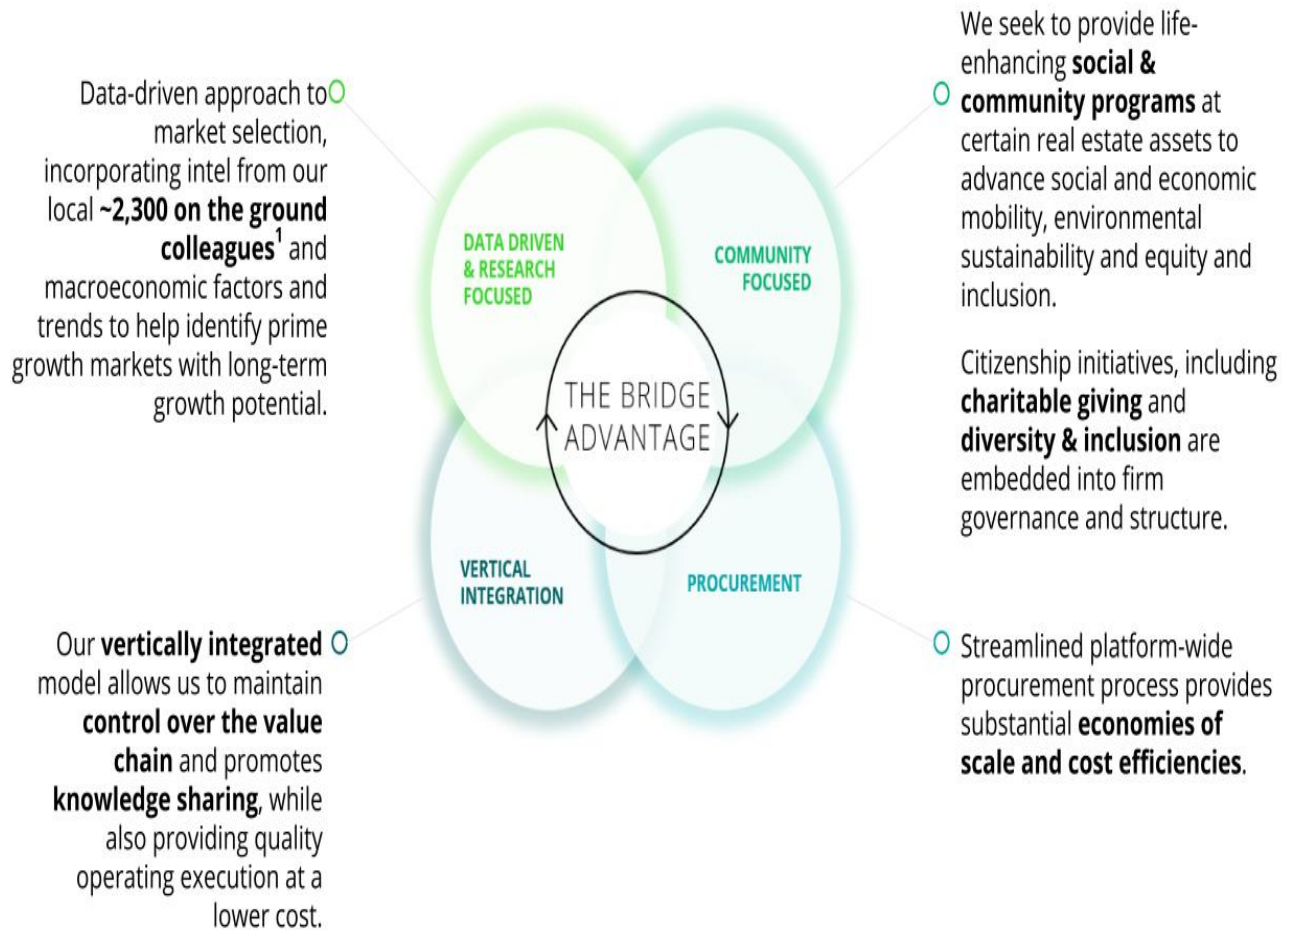 Data-driven approach to
market selection,
incorporating intel from our
local ~2,300 on the ground
colleagues¹ and
macroeconomic factors and
trends to help identify prime
growth markets with long-term
growth potential.
We seek to provide life-
enhancing social &
community programs at
certain real estate assets to
advance social and economic
mobility, environmental
sustainability and equity and
inclusion.
Citizenship initiatives, including
charitable giving and
diversity & inclusion are
embedded into firm
governance and structure.
DATA DRIVEN
& RESEARCH
FOCUSED
COMMUNITY
FOCUSED
THE BRIDGE
ADVANTAGE
VERTICAL
INTEGRATION
PROCUREMENT
Our vertically integrated
model allows us to maintain
control over the value
chain and promotes
knowledge sharing, while
also providing quality
operating execution at a
lower cost.
Streamlined platform-wide
procurement process provides
substantial economies of
scale and cost efficiencies.